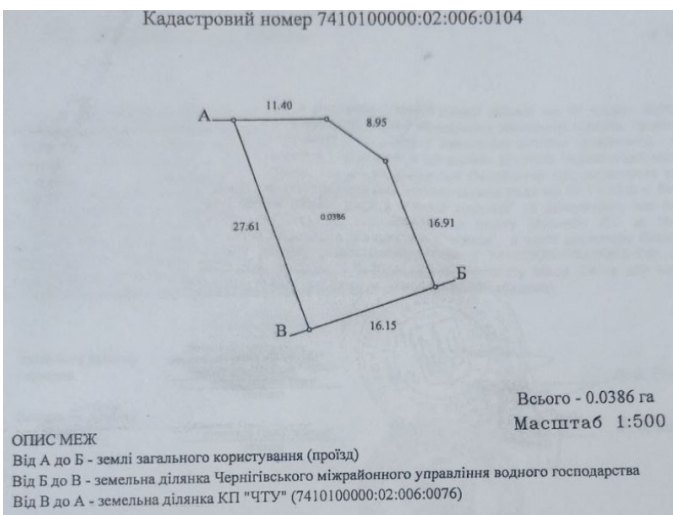 Кадастровий номер 7410100000:02:006:0104
А
11.40
8.95
27.61
0.0386
16.91
Б
В
16.15
Всього - 0.0386 га
Масштаб 1:500
ОПИС МЕЖ
Від А до Б - землі загального користування (проїзд)
Від Б до В - земельна ділянка Чернігівського міжрайонного управління водного господарства
Від В до А - земельна ділянка КП "ЧТУ" (7410100000:02:006:0076)